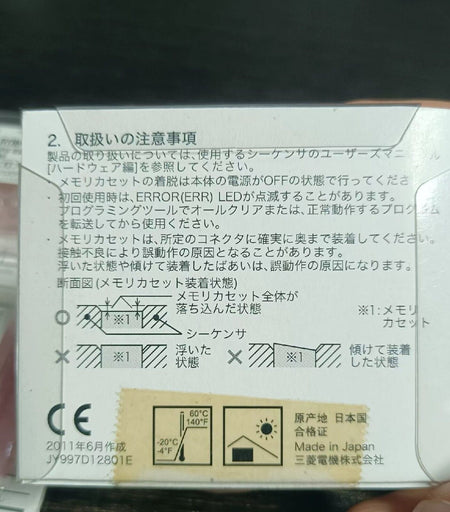 2. 取扱いの注意事項
製品の取り扱いについては、使用するシーケンサのユーザーズマニュアル
[ハードウェア編]を参照してください。
・メモリカセットの着脱は本体の電源がOFFの状態で行ってくださ
・初回使用時は、ERROR(ERR) LEDが点滅することがあります。
プログラミングツールでオールクリアまたは、正常動作するプログラム
を転送してから使用ください。
・メモリカセットは、所定のコネクタに確実に奥まで装着してください。
接触不良により誤動作の原因となることがあります。
浮いた状態や傾けて装着したばあいは、誤動作の原因になります。
断面図(メモリカセット装着状態)
メモリカセット全体が
落ち込んだ状態
○ ※1
※1:メモリ
カセット
シーケンサ
× ※1 浮いた
状態
× ※1 傾けて装着
した状態
CE
2011年6月作成
JY997D12801E
60℃
140°F
-20℃
-4°F
原産地 日本国
合格証
Made in Japan
三菱電機株式会社